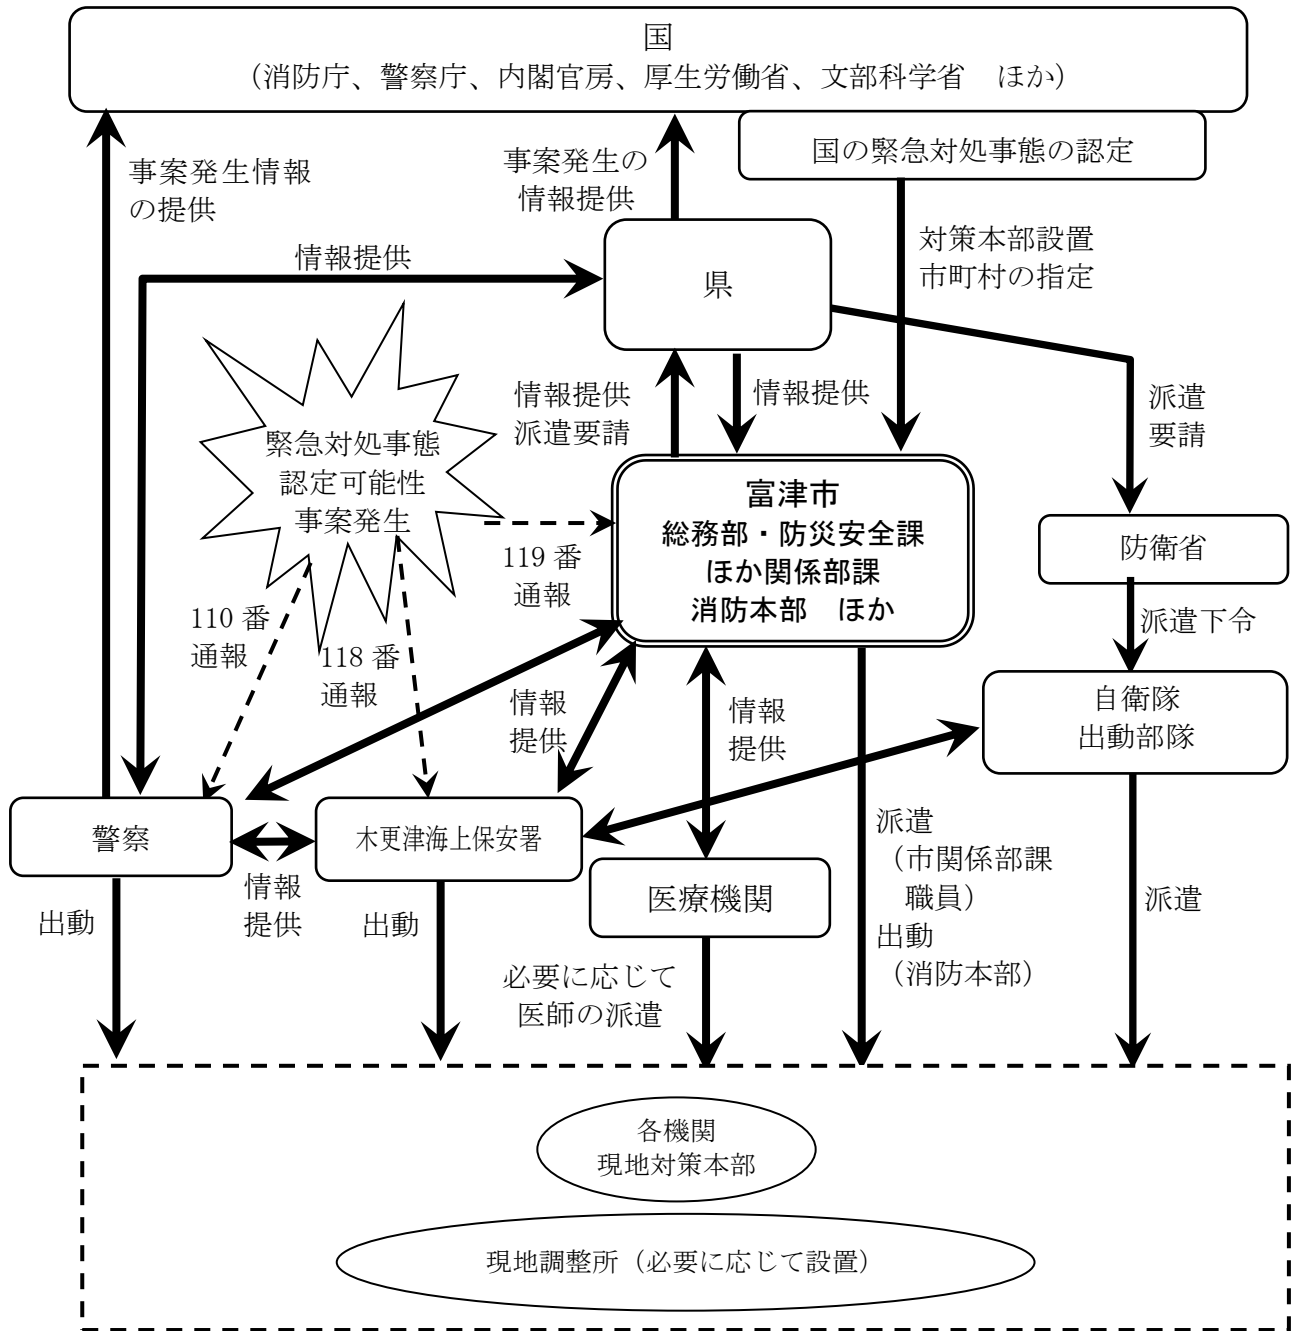 国
（消防庁、警察庁、内閣官房、厚生労働省、文部科学省　ほか）
国の緊急対処事態の認定
事案発生情報
の提供
事案発生の
情報提供
対策本部設置
市町村の指定
情報提供
県
情報提供
派遣要請
情報提供
派遣
要請
緊急対処事態
認定可能性
事案発生
富津市
総務部・防災安全課
ほか関係部課
消防本部　ほか
119 番
通報
防衛省
110 番
通報
118 番
通報
派遣下令
情報
提供
情報
提供
自衛隊
出動部隊
警察
木更津海上保安署
情報
提供
医療機関
派遣
（市関係部課
職員）
出動
（消防本部）
派遣
出動
出動
必要に応じて
医師の派遣
各機関
現地対策本部
現地調整所（必要に応じて設置）